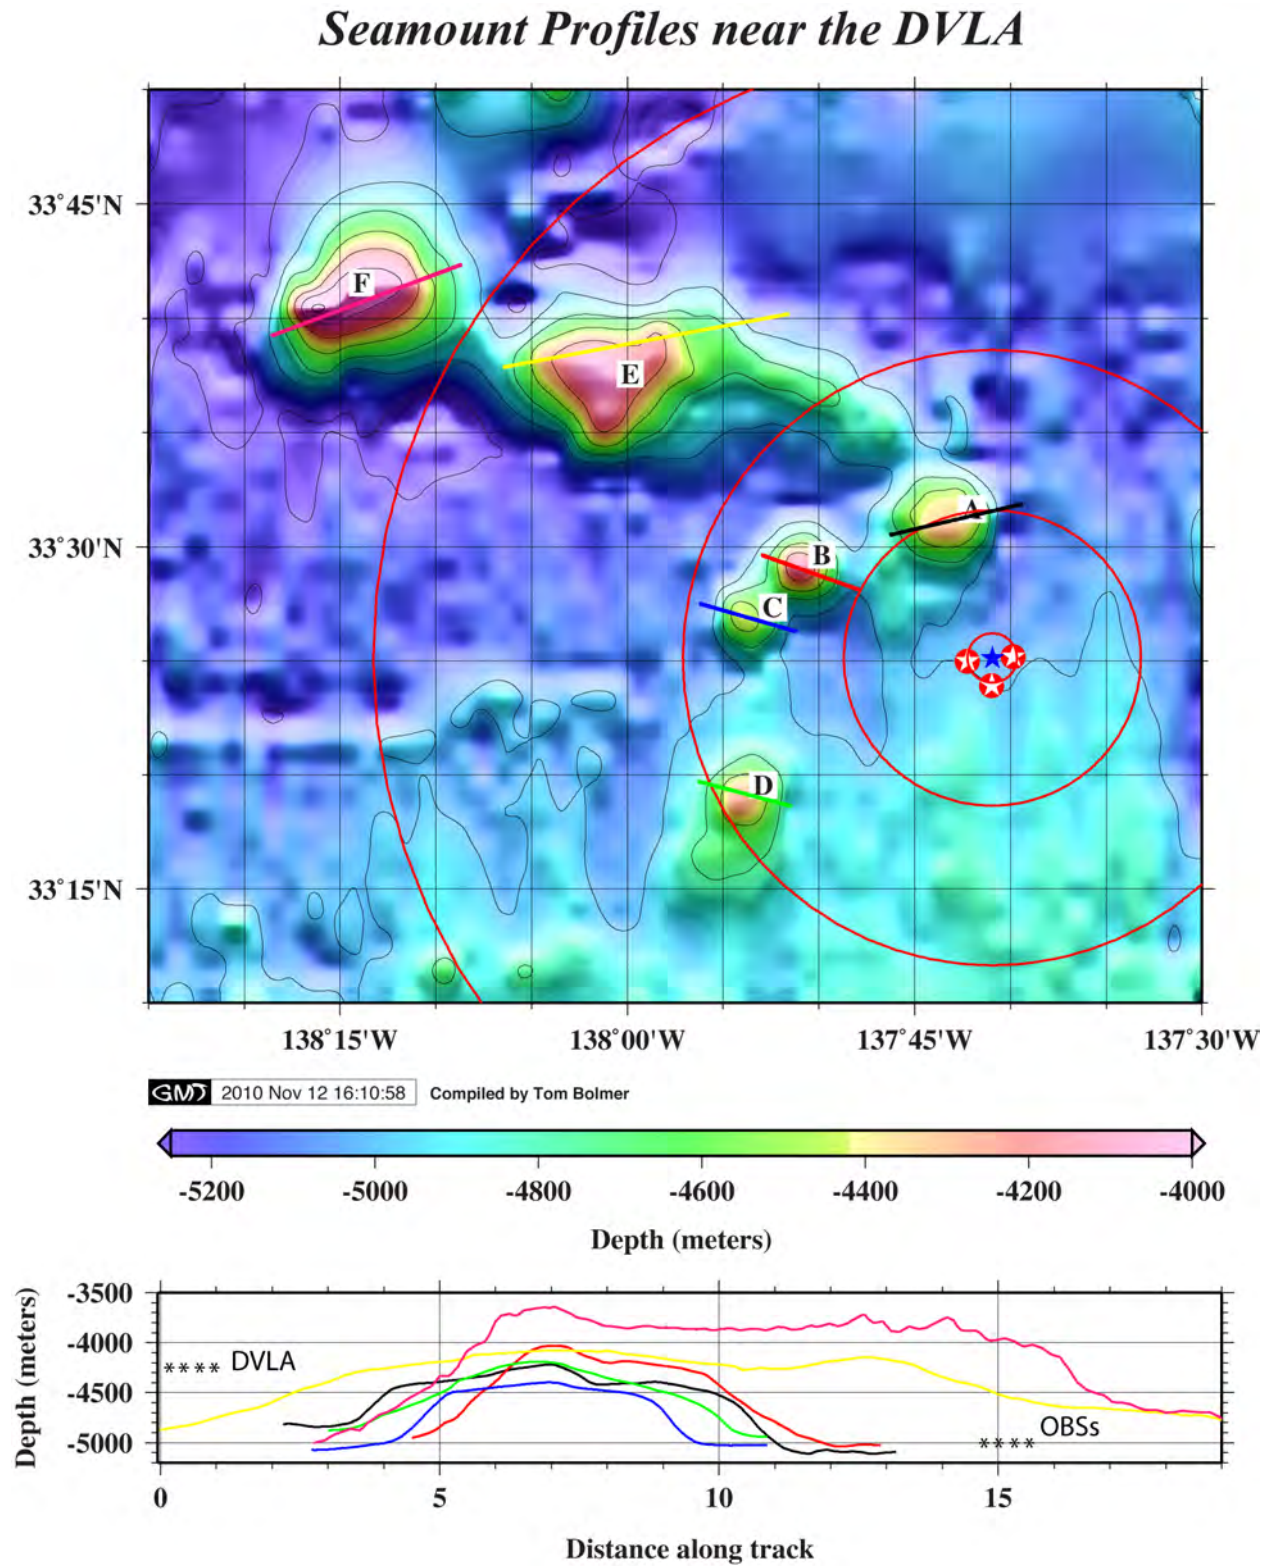 Seamount Profiles near the DVLA
33°45'N
F
E
A
33°30'N
B
C
D
33°15'N
138°15'W 138°00'W 137°45'W 137°30'W
GMT 2010 Nov 12 16:10:58 Compiled by Tom Bolmer
-5200 -5000 -4800 -4600 -4400 -4200 -4000
Depth (meters)
-3500
-4000
**** DVLA
-4500
OBSs
-5000 ****
Depth (meters)
0 5 10 15
Distance along track